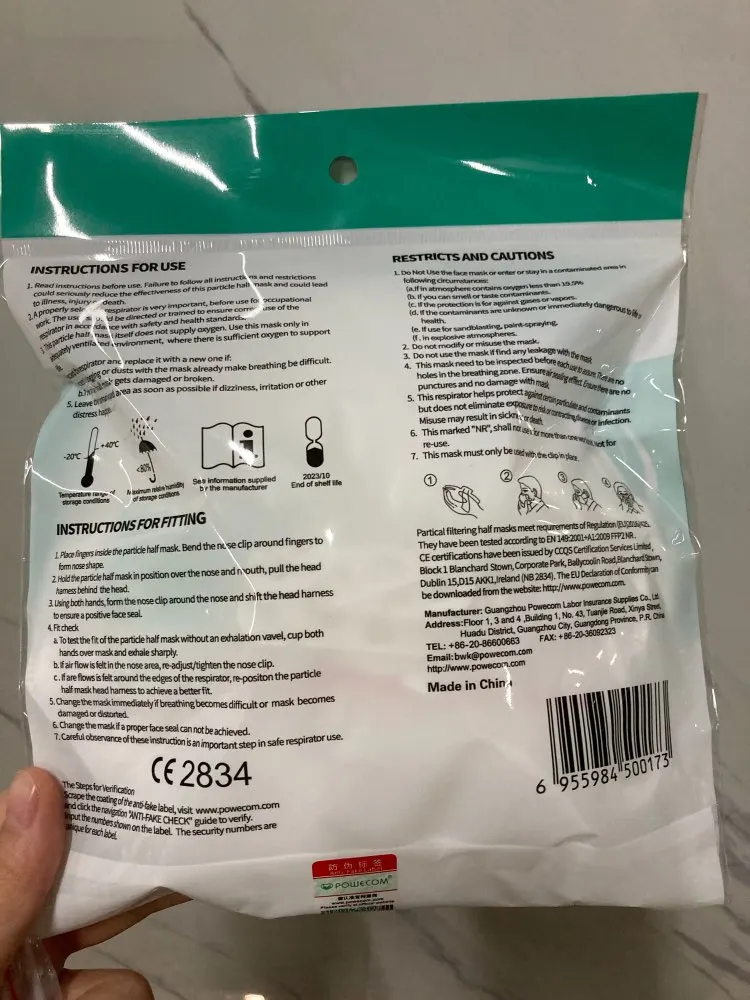 INSTRUCTIONS FOR USE
1. Read instructions before use. Failure to follow all instructions and restrictions
could seriously reduce the effectiveness of this particle half mask and could lead
to illness, injury or death.
2. A properly respirator is very important, before use for occupational
work. The use be directed or trained to ensure correct use of the
respirator in accordance with safety and health standards.
3. This particle half mask itself does not supply oxygen. Use this mask only in
adequately ventilated environment, where there is sufficient oxygen to support
respirator and replace it with a new one if:
or dusts with the mask already make breathing be difficult.
b. gets damaged or broken.
5. Leave area as soon as possible if dizziness, irritation or other
distress
-20°C
+40°C
Temperature range of
storage conditions
<80%
Maximum relative humidity
of storage conditions
See information supplied
by the manufacturer
2023/10
End of shelf life
INSTRUCTIONS FOR FITTING
1. Place fingers inside the particle half mask. Bend the nose clip around fingers to
form nose shape.
2. Hold the particle half mask in position over the nose and mouth, pull the head
harness behind the head.
3. Using both hands, form the nose clip around the nose and shift the head harness
to ensure a positive face seal.
4. Fit check
a. To test the fit of the particle half mask without an exhalation vavel, cup both
hands over mask and exhale sharply.
b. If air flow is felt in the nose area, re-adjust/tighten the nose clip.
c. If are flows is felt around the edges of the respirator, re-positon the particle
half mask head harness to achieve a better fit.
5. Change the mask immediately if breathing becomes difficult or mask becomes
damaged or distorted.
6. Change the mask if a proper face seal can not be achieved.
7. Careful observance of these instruction is an important step in safe respirator use.
CE 2834
The Steps for Verification
Scrape the coating of the anti-fake label, visit www.powecom.com
and click the navigation "ANTI-FAKE CHECK" guide to verify.
Input the numbers shown on the label. The security numbers are
unique for each label.
RESTRICTS AND CAUTIONS
1. Do Not Use the face mask or enter or stay in a contaminated area in
following circumstances:
(a. If in atmosphere contains oxygen less than 19.5%
(b. If you can smell or taste contaminants.
(c. If the protection is for against gases or vapors.
(d. If the contaminants are unknown or immediately dangerous to life /
health.
(e. If use for sandblasting, paint-spraying,
(f. in explosive atmospheres.
2. Do not modify or misuse the mask.
3. Do not use the mask if find any leakage with the mask
4. This mask need to be inspected before each use to assure There are no
holes in the breathing zone. Ensure air sealing effect. Ensure there are no
punctures and no damage with mask
5. This respirator helps protect against certain particulate and contaminants
but does not eliminate exposure to risk or contracting disease or infection.
Misuse may result in sickness or death.
6. This marked "NR", shall not use for more than one not for
re-use.
7. This mask must only be used with the clip in place.
1 2 3 4
Partical filtering half masks meet requirements of Regulation (EU)2016/425.
They have been tested according to EN 149:2001+A1:2009 FFP2 NR .
CE certifications have been issued by CCQS Certification Services Limited,
Block 1 Blanchard Stown, Corporate Park, Ballycoolin Road, Blanchard Stown,
Dublin 15,D15 AKK1,Ireland (NB 2834). The EU Declaration of Conformity can
be downloaded from the website: http://www.powecom.com.
Manufacturer: Guangzhou Powecom Labor Insurance Supplies Co., Ltd.
Address:Floor 1, 3 and 4 ,Building 1, No. 43, Tuanjie Road, Xinya Street,
Huadu District, Guangzhou City, Guangdong Province, P.R. China
TEL: +86-20-86600663 FAX: +86-20-36092323
Email: bwk@powecom.com
http://www.powecom.com
Made in China
6 955984 500173
防伪标签
Anti Fake Label
POWECOM
www.powecom.com